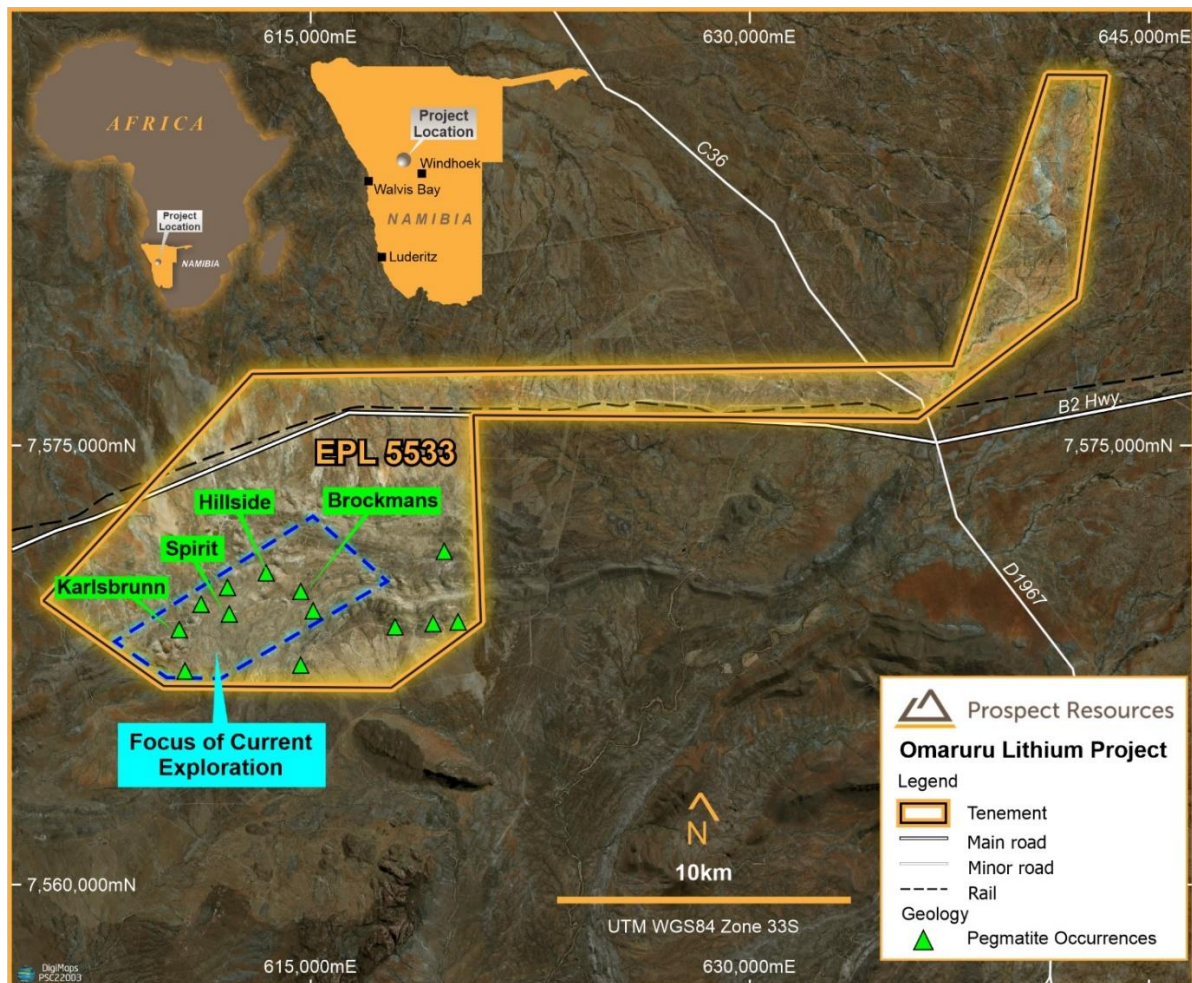 615,000mE
630,000mE
645,000mE
AFRICA
Project
Location
NAMIBIA
Project
Location
Windhoek
Walvis Bay
NAMIBIA
Luderitz
C36
B2 Hwy.
7,575,000mN
7,575,000mN
EPL 5533
Hillside
Brockmans
Spirit
Karlsbrunn
D1967
Focus of Current
Exploration
N
10km
UTM WGS84 Zone 33S
7,560,000mN
Prospect Resources
Omaruru Lithium Project
Legend
Tenement
Main road
Minor road
Rail
Geology
Pegmatite Occurrences
DigiMaps
PSC22003
615,000mE
630,000mE